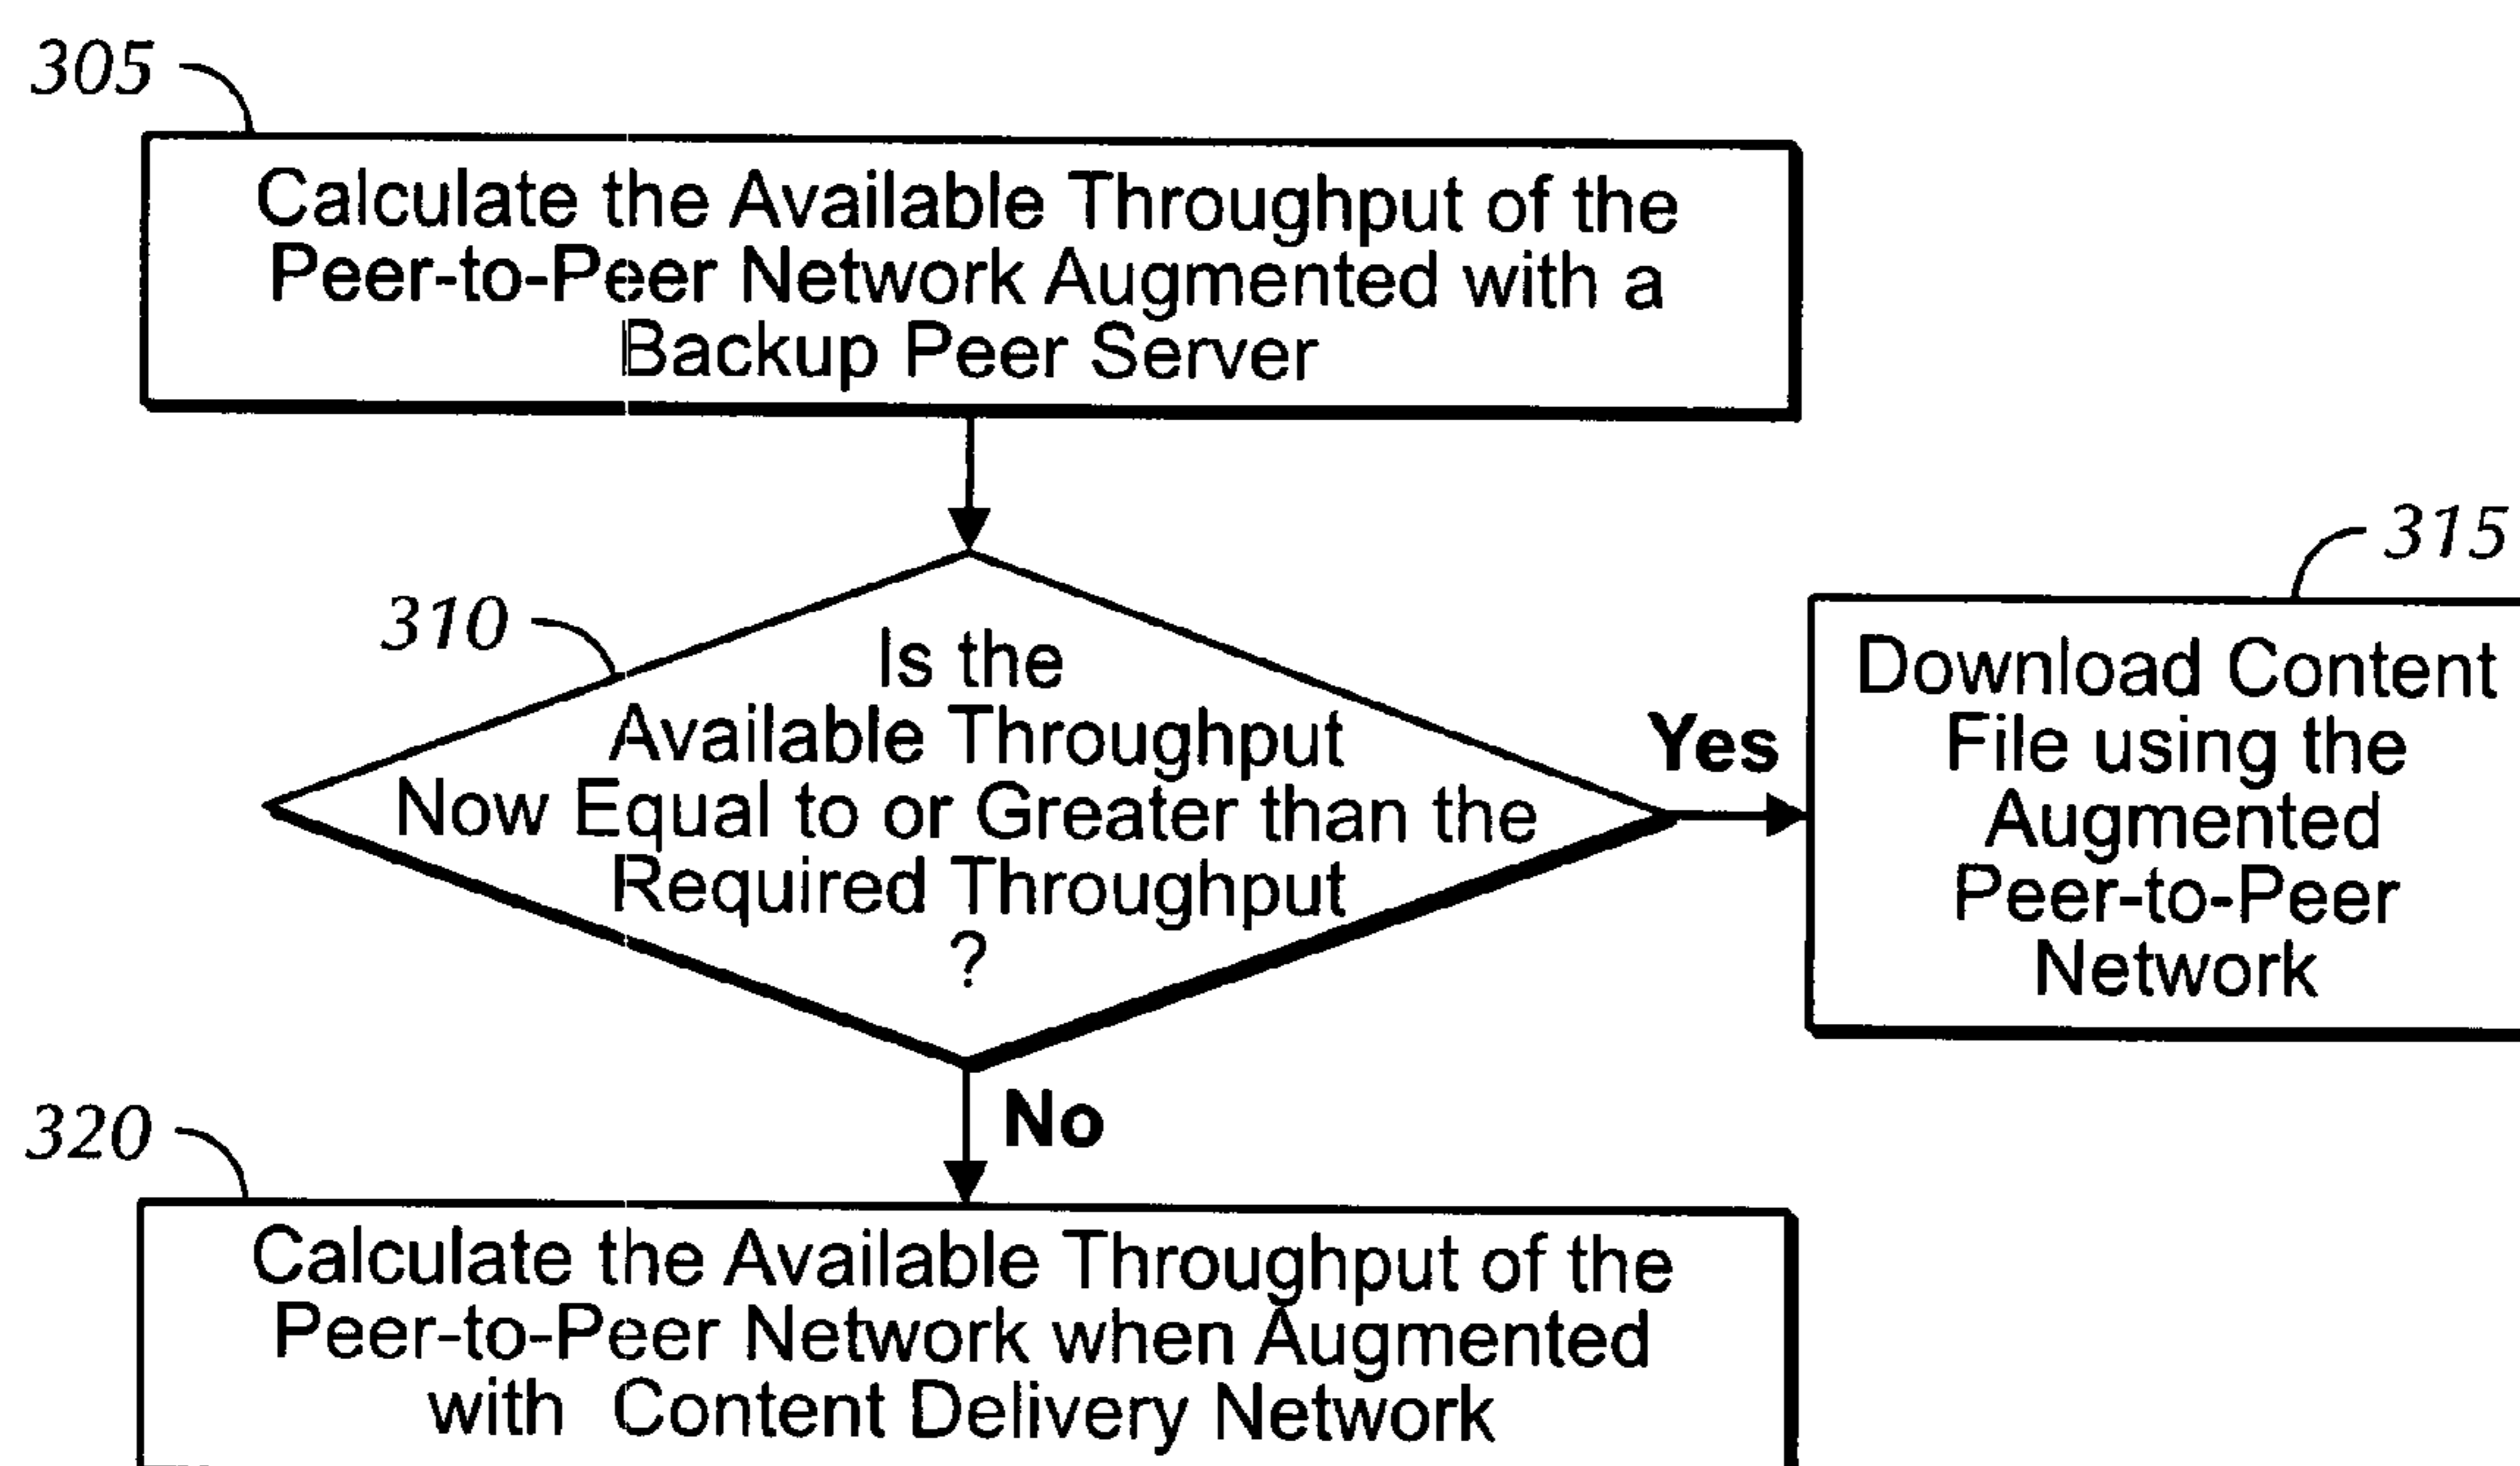 305
Calculate the Available Throughput of the
Peer-to-Peer Network Augmented with a
Backup Peer Server
310
Is the
Available Throughput
Now Equal to or Greater than the
Required Throughput
?
Yes
315
Download Content
File using the
Augmented
Peer-to-Peer
Network
No
320
Calculate the Available Throughput of the
Peer-to-Peer Network when Augmented
with Content Delivery Network